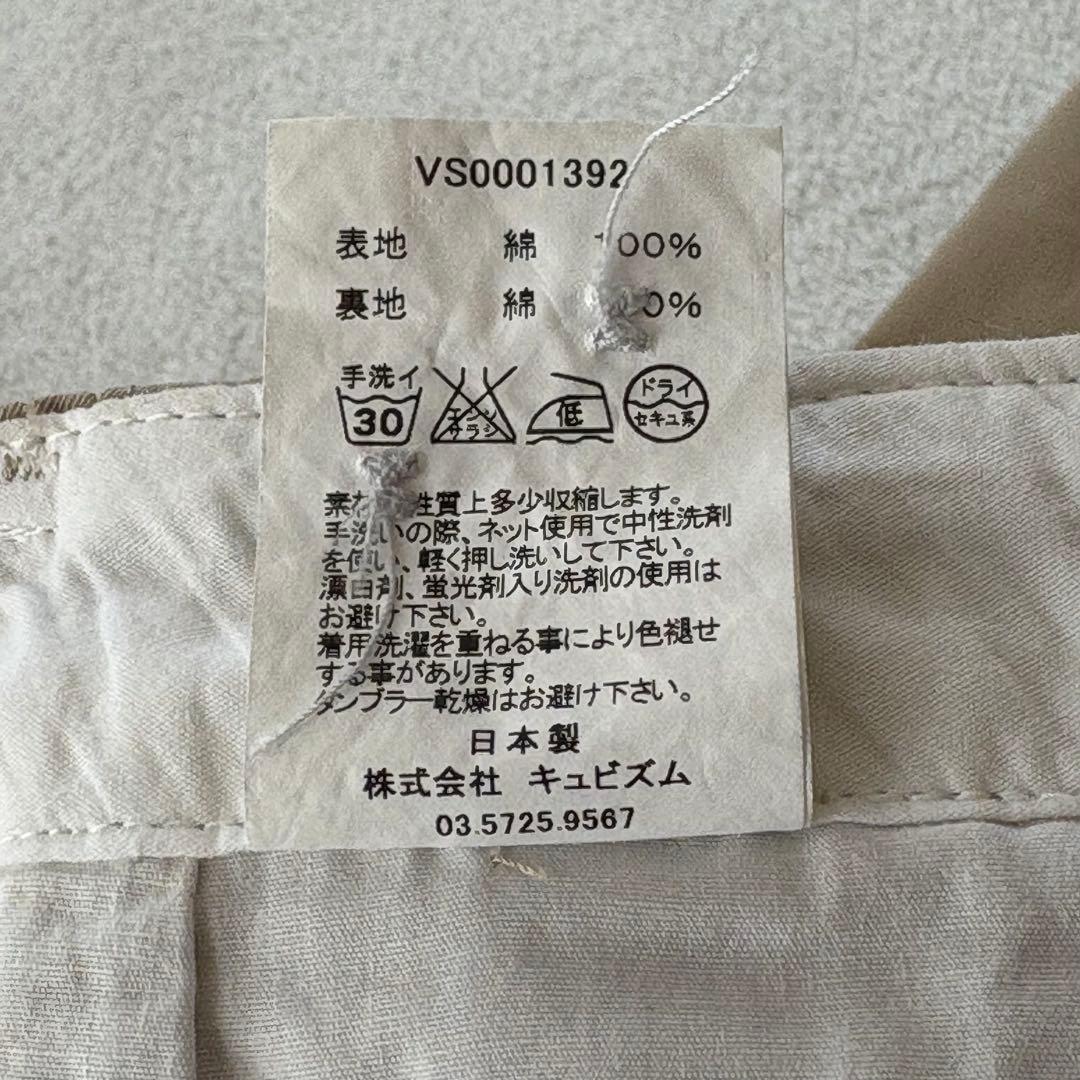 VS0001392
表地 綿 100%
裏地 綿 0%
手洗イ
30
エンソ
サラシ
低
ドライ
セキユ系
素材の性質上多少収縮します。
手洗いの際、ネット使用で中性洗剤
を使い、軽く押し洗いして下さい。
漂白剤、蛍光剤入り洗剤の使用は
お避け下さい。
着用洗濯を重ねる事により色褪せ
する事があります。
タンブラー乾燥はお避け下さい。
日本製
株式会社 キュビズム
03.5725.9567